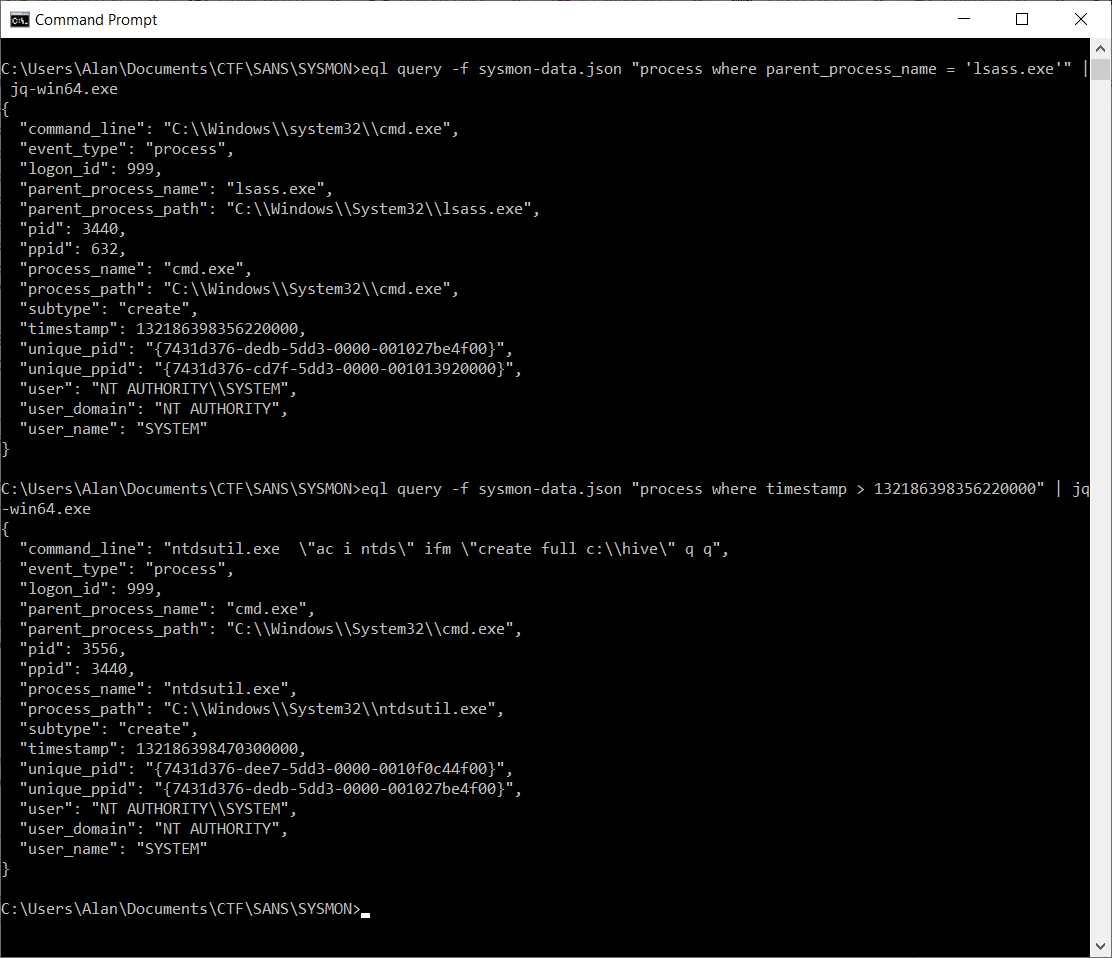 Command Prompt
C:\Users\Alan\Documents\CTF\SANS\SYSMON>eql query -f sysmon-data.json "process where parent_process_name = 'lsass.exe'" |
 jq-win64.exe
{
  "command_line": "C:\\Windows\\system32\\cmd.exe",
  "event_type": "process",
  "logon_id": 999,
  "parent_process_name": "lsass.exe",
  "parent_process_path": "C:\\Windows\\System32\\lsass.exe",
  "pid": 3440,
  "ppid": 632,
  "process_name": "cmd.exe",
  "process_path": "C:\\Windows\\System32\\cmd.exe",
  "subtype": "create",
  "timestamp": 132186398356220000,
  "unique_pid": "{7431d376-dedb-5dd3-0000-001027be4f00}",
  "unique_ppid": "{7431d376-cd7f-5dd3-0000-001013920000}",
  "user": "NT AUTHORITY\\SYSTEM",
  "user_domain": "NT AUTHORITY",
  "user_name": "SYSTEM"
}
C:\Users\Alan\Documents\CTF\SANS\SYSMON>eql query -f sysmon-data.json "process where timestamp > 132186398356220000" | jq
-win64.exe
{
  "command_line": "ntdsutil.exe  \"ac i ntds\" ifm \"create full c:\\hive\" q q",
  "event_type": "process",
  "logon_id": 999,
  "parent_process_name": "cmd.exe",
  "parent_process_path": "C:\\Windows\\System32\\cmd.exe",
  "pid": 3556,
  "ppid": 3440,
  "process_name": "ntdsutil.exe",
  "process_path": "C:\\Windows\\System32\\ntdsutil.exe",
  "subtype": "create",
  "timestamp": 132186398470300000,
  "unique_pid": "{7431d376-dee7-5dd3-0000-0010f0c44f00}",
  "unique_ppid": "{7431d376-dedb-5dd3-0000-001027be4f00}",
  "user": "NT AUTHORITY\\SYSTEM",
  "user_domain": "NT AUTHORITY",
  "user_name": "SYSTEM"
}
C:\Users\Alan\Documents\CTF\SANS\SYSMON>